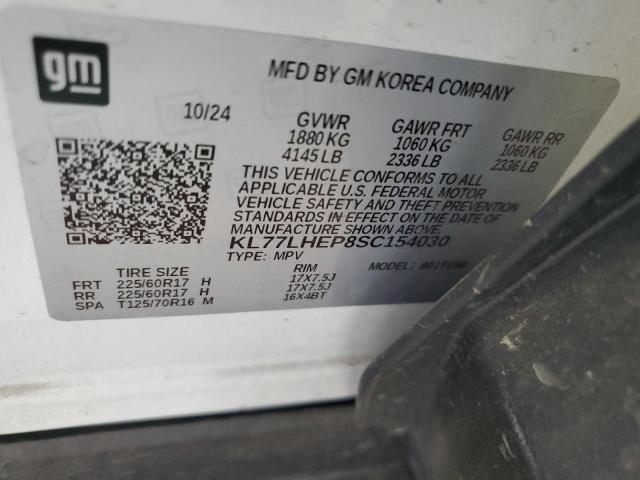 gm
MFD BY GM KOREA COMPANY
10/24 GVWR GAWR FRT GAWR RR
1880 KG 1060 KG 1060 KG
4145 LB 2336 LB 2336 LB
THIS VEHICLE CONFORMS TO ALL
APPLICABLE U.S. FEDERAL MOTOR
VEHICLE SAFETY AND THEFT PREVENTION
STANDARDS IN EFFECT ON THE DATE
OF MANUFACTURE SHOWN ABOVE.
KL77LHEP8SC154030
TYPE: MPV MODEL:
TIRE SIZE RIM
FRT 225/60R17 H 17X7.5J
RR 225/60R17 H 17X7.5J
SPA T125/70R16 M 16X4BT